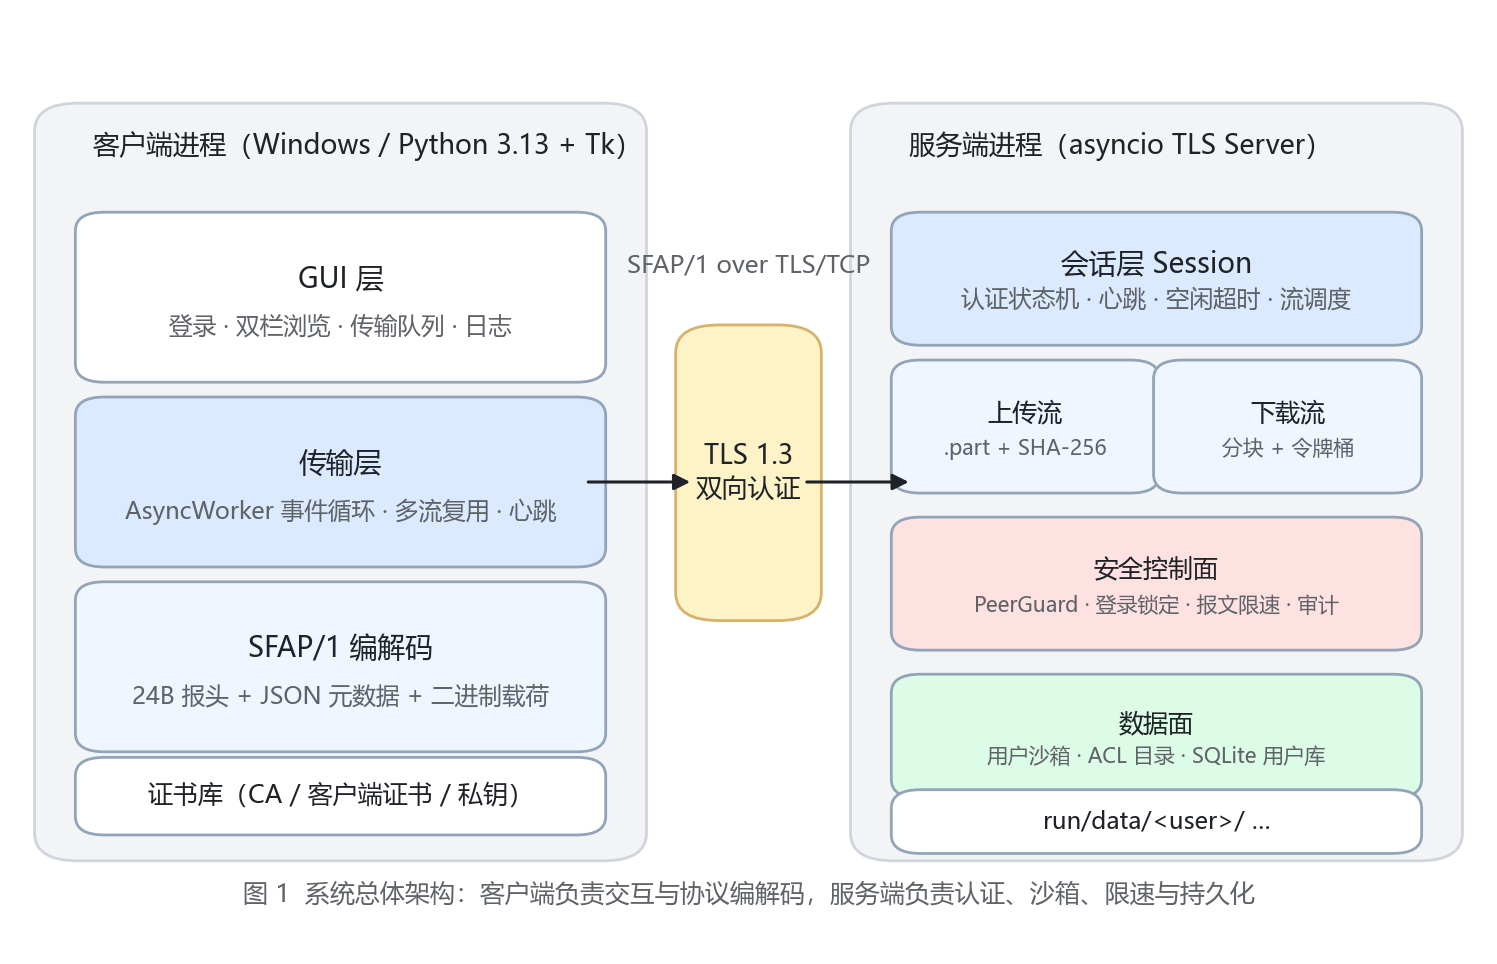 客户端进程（Windows / Python 3.13 + Tk）
GUI 层
登录 · 双栏浏览 · 传输队列 · 日志
传输层
AsyncWorker 事件循环 · 多流复用 · 心跳
SFAP/1 编解码
24B 报头 + JSON 元数据 + 二进制载荷
证书库（CA / 客户端证书 / 私钥）
SFAP/1 over TLS/TCP
TLS 1.3
双向认证
服务端进程（asyncio TLS Server）
会话层 Session
认证状态机 · 心跳 · 空闲超时 · 流调度
上传流
.part + SHA-256
下载流
分块 + 令牌桶
安全控制面
PeerGuard · 登录锁定 · 报文限速 · 审计
数据面
用户沙箱 · ACL 目录 · SQLite 用户库
run/data/<user>/ ...
图 1 系统总体架构：客户端负责交互与协议编解码，服务端负责认证、沙箱、限速与持久化